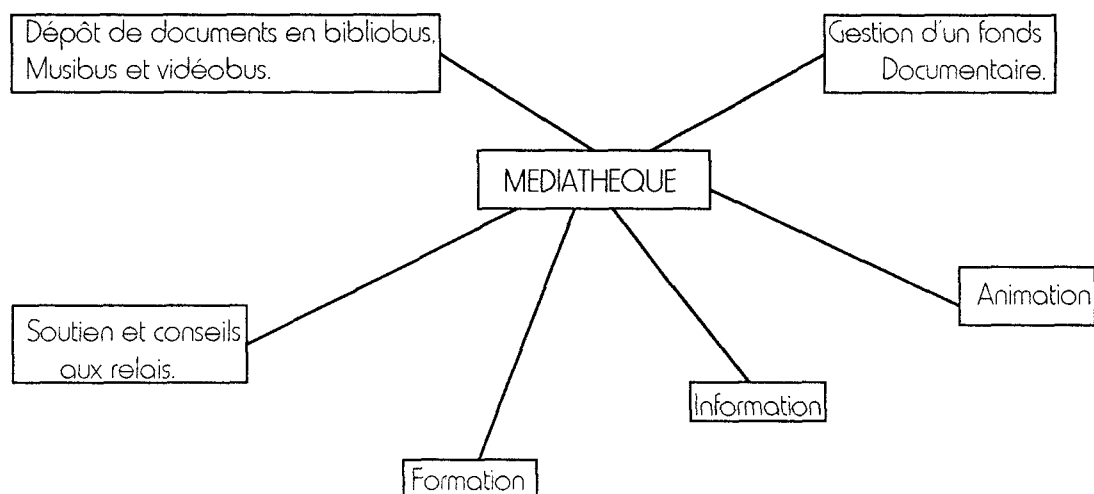 Dépôt de documents en bibliobus,
Musibus et vidéobus.
Gestion d'un fonds
Documentaire.
MEDIATHEQUE
Animation
Soutien et conseils
aux relais.
Information
Formation